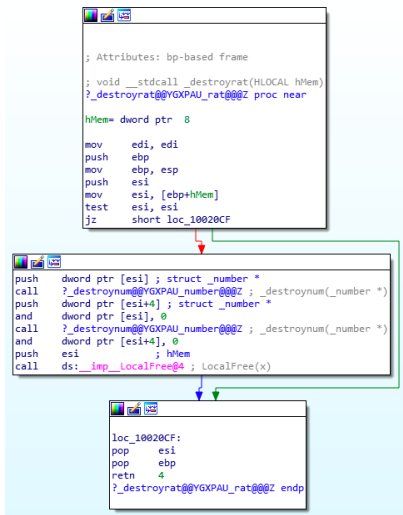 ; Attributes: bp-based frame
; void __stdcall _destroyrat(HLOCAL hMem)
?_destroyrat@@YGXPAU_rat@@@Z proc near
hMem= dword ptr  8
mov     edi, edi
push    ebp
mov     ebp, esp
push    esi
mov     esi, [ebp+hMem]
test    esi, esi
jz      short loc_10020CF
push    dword ptr [esi] ; struct _number *
call    ?_destroynum@@YGXPAU_number@@@Z ; _destroynum(_number *)
push    dword ptr [esi+4] ; struct _number *
and     dword ptr [esi], 0
call    ?_destroynum@@YGXPAU_number@@@Z ; _destroynum(_number *)
and     dword ptr [esi+4], 0
push    esi             ; hMem
call    ds:__imp__LocalFree@4 ; LocalFree(x)
loc_10020CF:
pop     esi
pop     ebp
retn    4
?_destroyrat@@YGXPAU_rat@@@Z endp